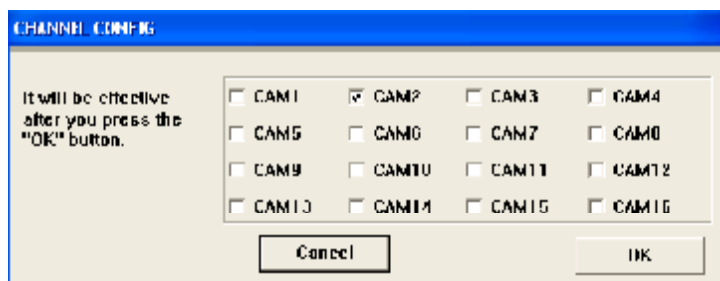 CHANNEL CONFIG
It will be effective
after you press the
"OK" button.
CAM1 CAM2 CAM3 CAM4
CAM5 CAM6 CAM7 CAM8
CAM9 CAM10 CAM11 CAM12
CAM13 CAM14 CAM15 CAM16
Cancel OK